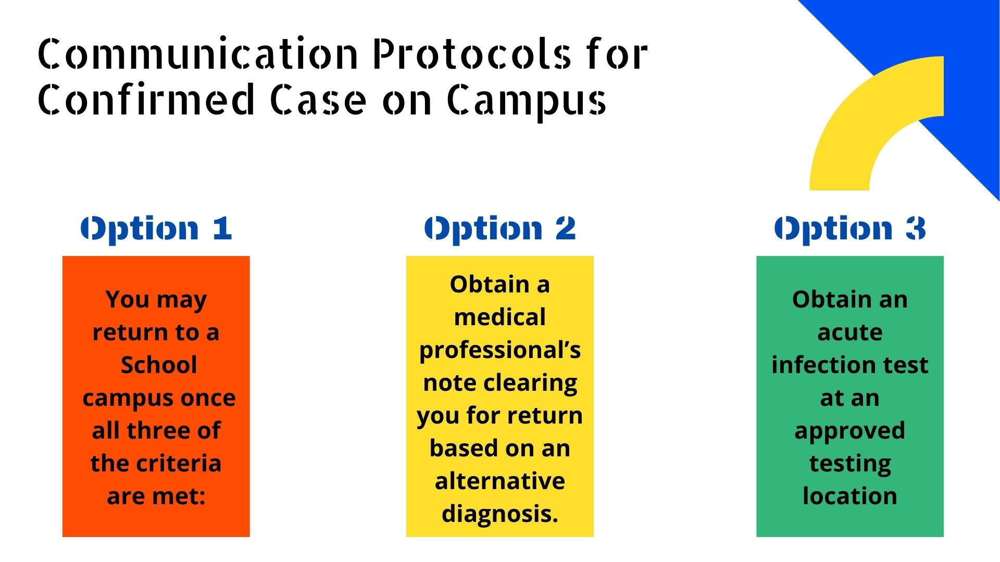 Communication Protocols for
Confirmed Case on Campus
Option 1
You may
return to a
School
campus once
all three of
the criteria
are met:
Option 2
Obtain a
medical
professional’s
note clearing
you for return
based on an
alternative
diagnosis.
Option 3
Obtain an
acute
infection test
at an
approved
testing
location